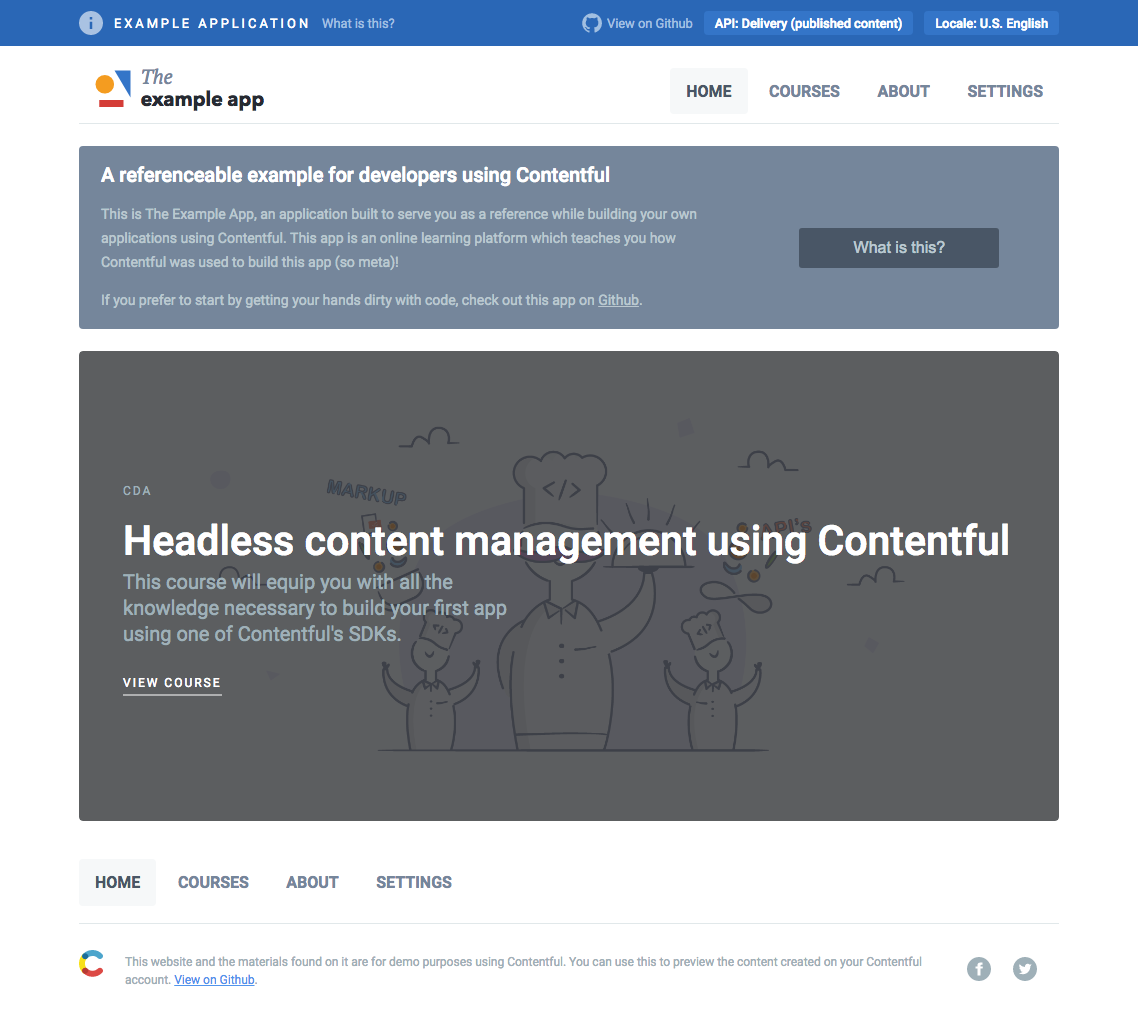 EXAMPLE APPLICATION What is this? View on Github API: Delivery (published content) Locale: U.S. English
The
example app
HOME COURSES ABOUT SETTINGS
A referenceable example for developers using Contentful
This is The Example App, an application built to serve you as a reference while building your own
applications using Contentful. This app is an online learning platform which teaches you how
Contentful was used to build this app (so meta)!
What is this?
If you prefer to start by getting your hands dirty with code, check out this app on Github.
</>
MARKUP
API's
CDA
Headless content management using Contentful
This course will equip you with all the
knowledge necessary to build your first app
using one of Contentful's SDKs.
</>
</>
VIEW COURSE
HOME COURSES ABOUT SETTINGS
This website and the materials found on it are for demo purposes using Contentful. You can use this to preview the content created on your Contentful
account. View on Github.